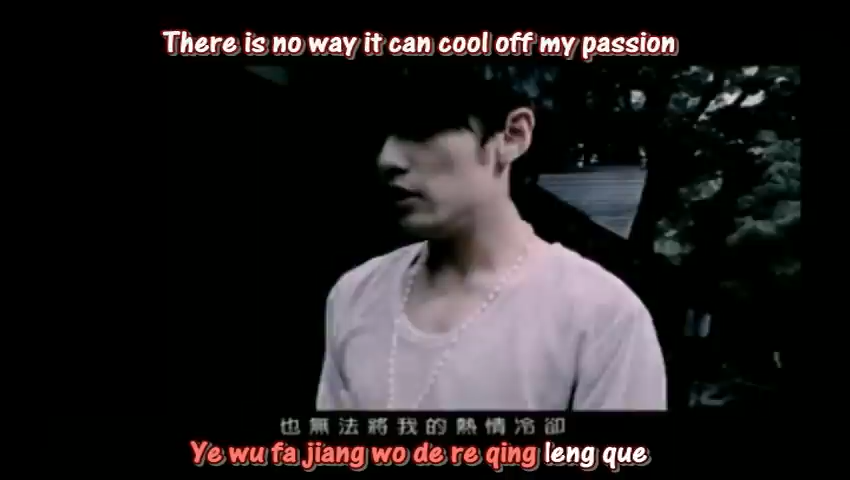 There is no way it can cool off my passion
也無法將我的熱情冷卻
Ye wu fa jiang wo de re qing leng que